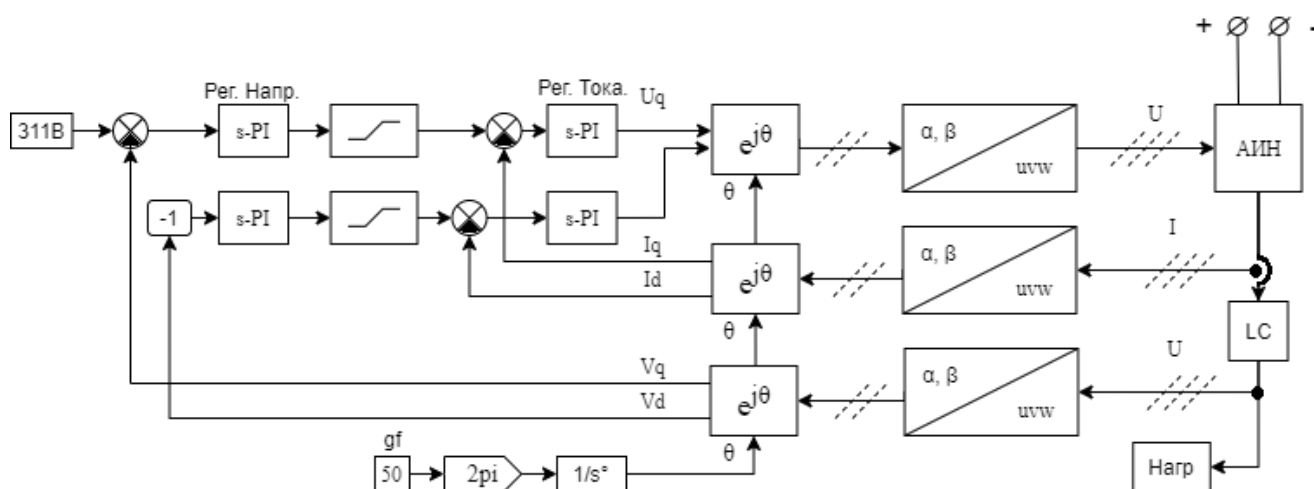 + -
Рег. Напр.
Рег. Тока.
Uq
311В
s-PI
s-PI
e^jθ
α, β
uvw
U
АИН
θ
-1
s-PI
s-PI
Iq
Id
e^jθ
α, β
uvw
I
θ
LC
Vq
Vd
e^jθ
α, β
uvw
U
gf
θ
50
2pi
1/s°
Нагр